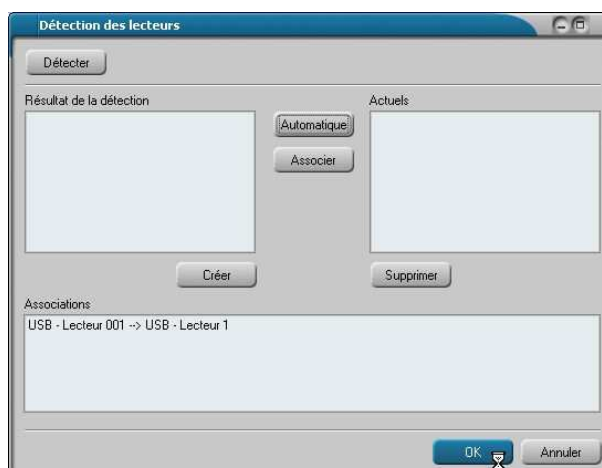 Détection des lecteurs
Détecter
Résultat de la détection
Actuels
Automatique
Associer
Créer
Supprimer
Associations
USB - Lecteur 001 --> USB - Lecteur 1
OK
Annuler